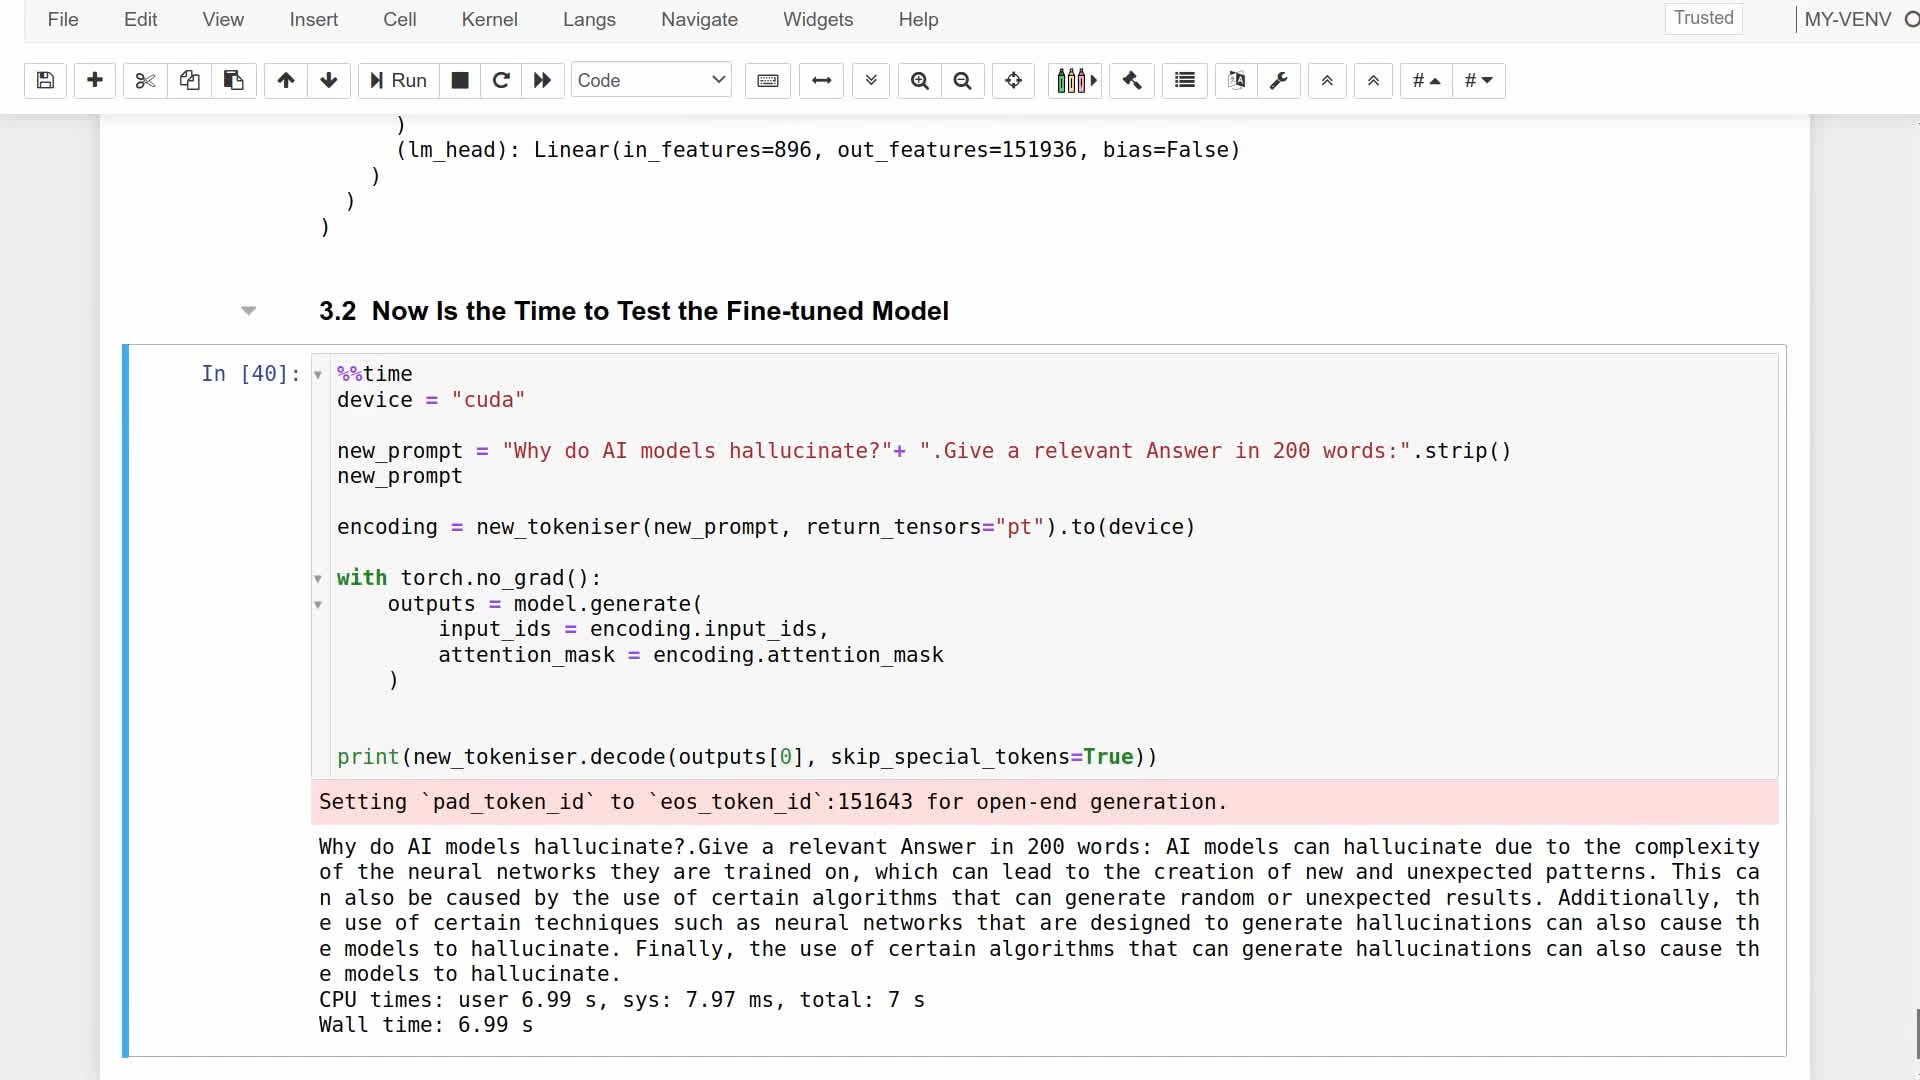 File Edit View Insert Cell Kernel Langs Navigate Widgets Help Trusted MY-VENV
Run Code # #
)
(lm_head): Linear(in_features=896, out_features=151936, bias=False)
)
)
)
3.2 Now Is the Time to Test the Fine-tuned Model
In [40]: %%time
device = "cuda"
new_prompt = "Why do AI models hallucinate?"+ ".Give a relevant Answer in 200 words:".strip()
new_prompt
encoding = new_tokeniser(new_prompt, return_tensors="pt").to(device)
with torch.no_grad():
outputs = model.generate(
input_ids = encoding.input_ids,
attention_mask = encoding.attention_mask
)
print(new_tokeniser.decode(outputs[0], skip_special_tokens=True))
Setting `pad_token_id` to `eos_token_id`:151643 for open-end generation.
Why do AI models hallucinate?.Give a relevant Answer in 200 words: AI models can hallucinate due to the complexity
of the neural networks they are trained on, which can lead to the creation of new and unexpected patterns. This ca
n also be caused by the use of certain algorithms that can generate random or unexpected results. Additionally, th
e use of certain techniques such as neural networks that are designed to generate hallucinations can also cause th
e models to hallucinate. Finally, the use of certain algorithms that can generate hallucinations can also cause th
e models to hallucinate.
CPU times: user 6.99 s, sys: 7.97 ms, total: 7 s
Wall time: 6.99 s